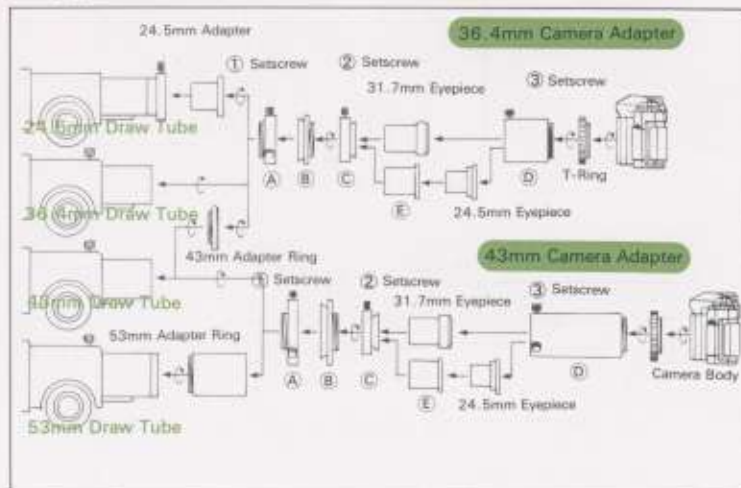 36.4mm Camera Adapter
24.5mm Adapter
① Setscrew
② Setscrew
31.7mm Eyepiece
③ Setscrew
24.5mm Draw Tube
Ⓐ
Ⓑ
Ⓒ
Ⓓ
T-Ring
Ⓔ
24.5mm Eyepiece
36.4mm Draw Tube
43mm Adapter Ring
43mm Camera Adapter
① Setscrew
② Setscrew
31.7mm Eyepiece
③ Setscrew
43mm Draw Tube
53mm Adapter Ring
Ⓐ
Ⓑ
Ⓒ
Ⓓ
Camera Body
Ⓔ
24.5mm Eyepiece
53mm Draw Tube